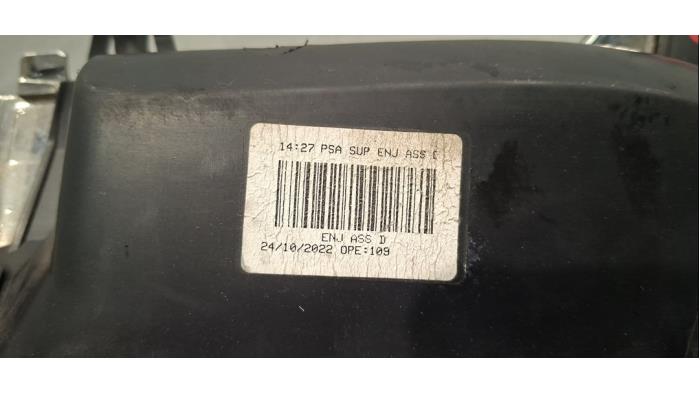 14:27 PSA SUP ENJ ASS
ENJ ASS D
24/10/2022 OPE:109